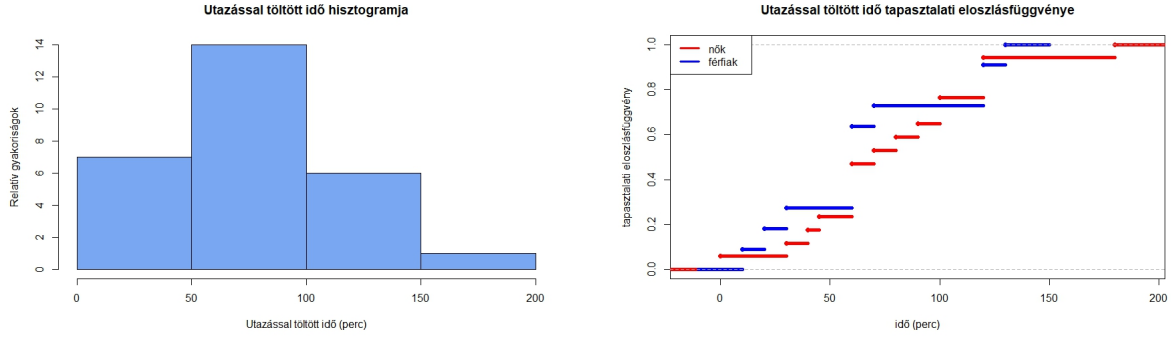 Utazással töltött idő hisztogramja
Relatív gyakoriságok
14
12
10
8
6
4
2
0
0 50 100 150 200
Utazással töltött idő (perc)
Utazással töltött idő tapasztalati eloszlásfüggvénye
nők
férfiak
tapasztalati eloszlásfüggvény
1.0
0.8
0.6
0.4
0.2
0.0
0 50 100 150 200
idő (perc)